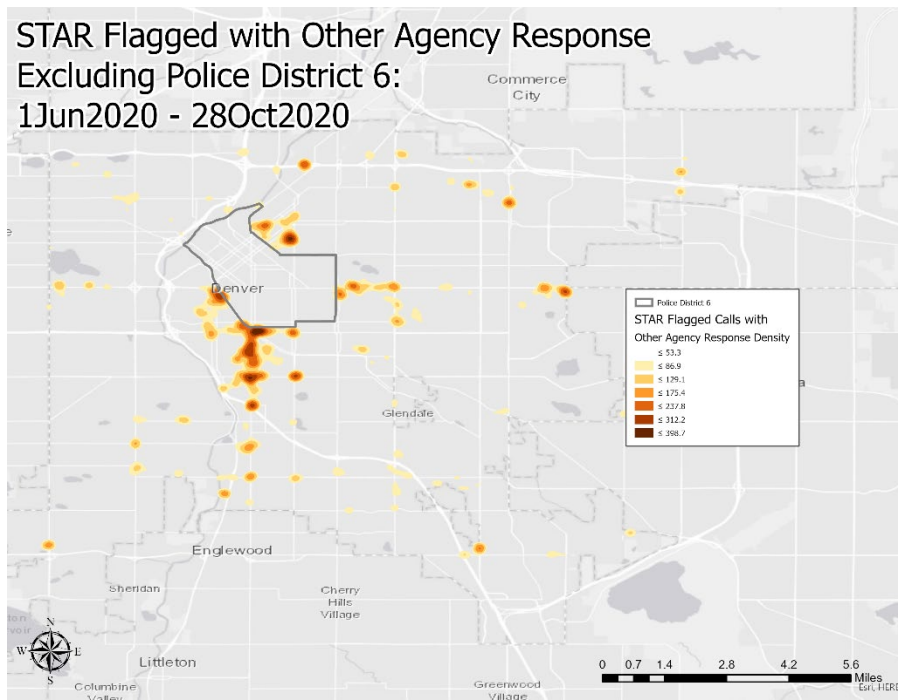 STAR Flagged with Other Agency Response
Excluding Police District 6:
1Jun2020 - 28Oct2020
Commerce
City
Denver
Police District 6
STAR Flagged Calls with
Other Agency Response Density
≤ 53.3
≤ 86.9
≤ 129.1
≤ 175.4
≤ 237.8
≤ 312.2
≤ 398.7
a
Glendale
Englewood
Sheridan
Cherry
Hills
Village
N
W E
S
Littleton
Columbine
Valley
Greenwood
Village
0 0.7 1.4 2.8 4.2 5.6
Miles
Esri, HERE